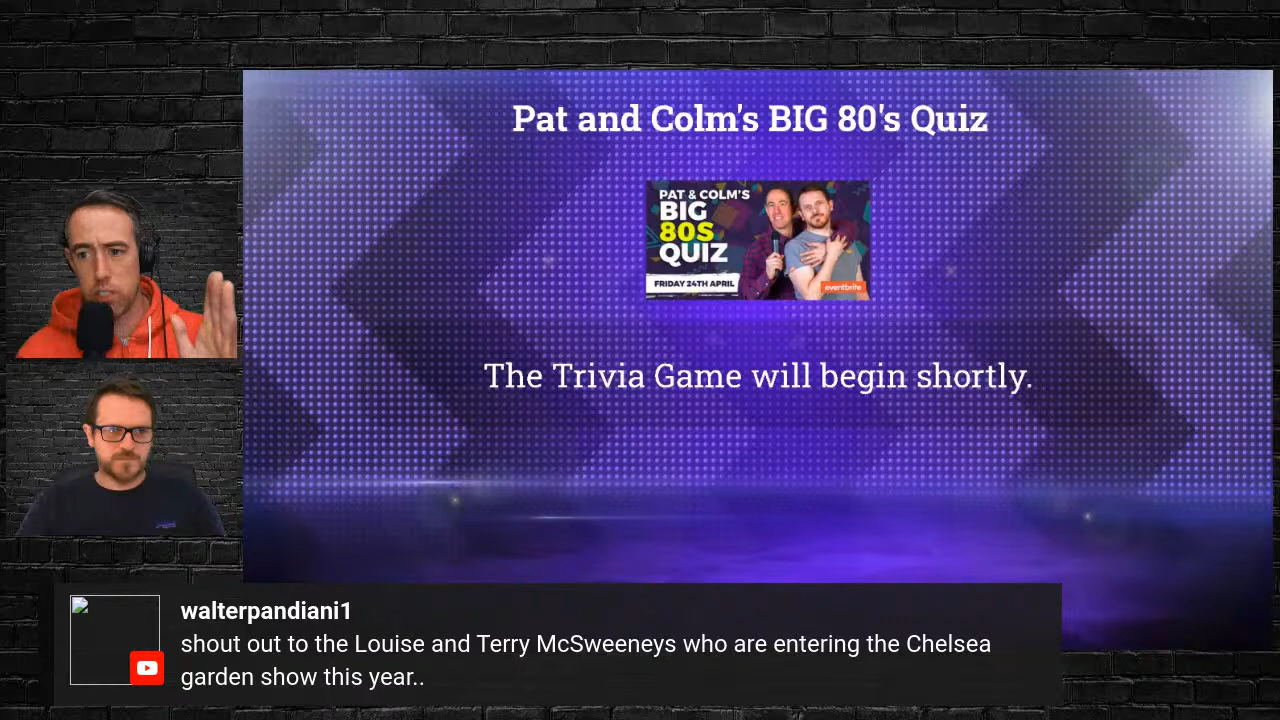 Pat and Colm's BIG 80's Quiz
PAT & COLM'S
BIG
80S
QUIZ
FRIDAY 24TH APRIL
eventbrite
The Trivia Game will begin shortly.
walterpandiani1
shout out to the Louise and Terry McSweeneys who are entering the Chelsea
garden show this year..